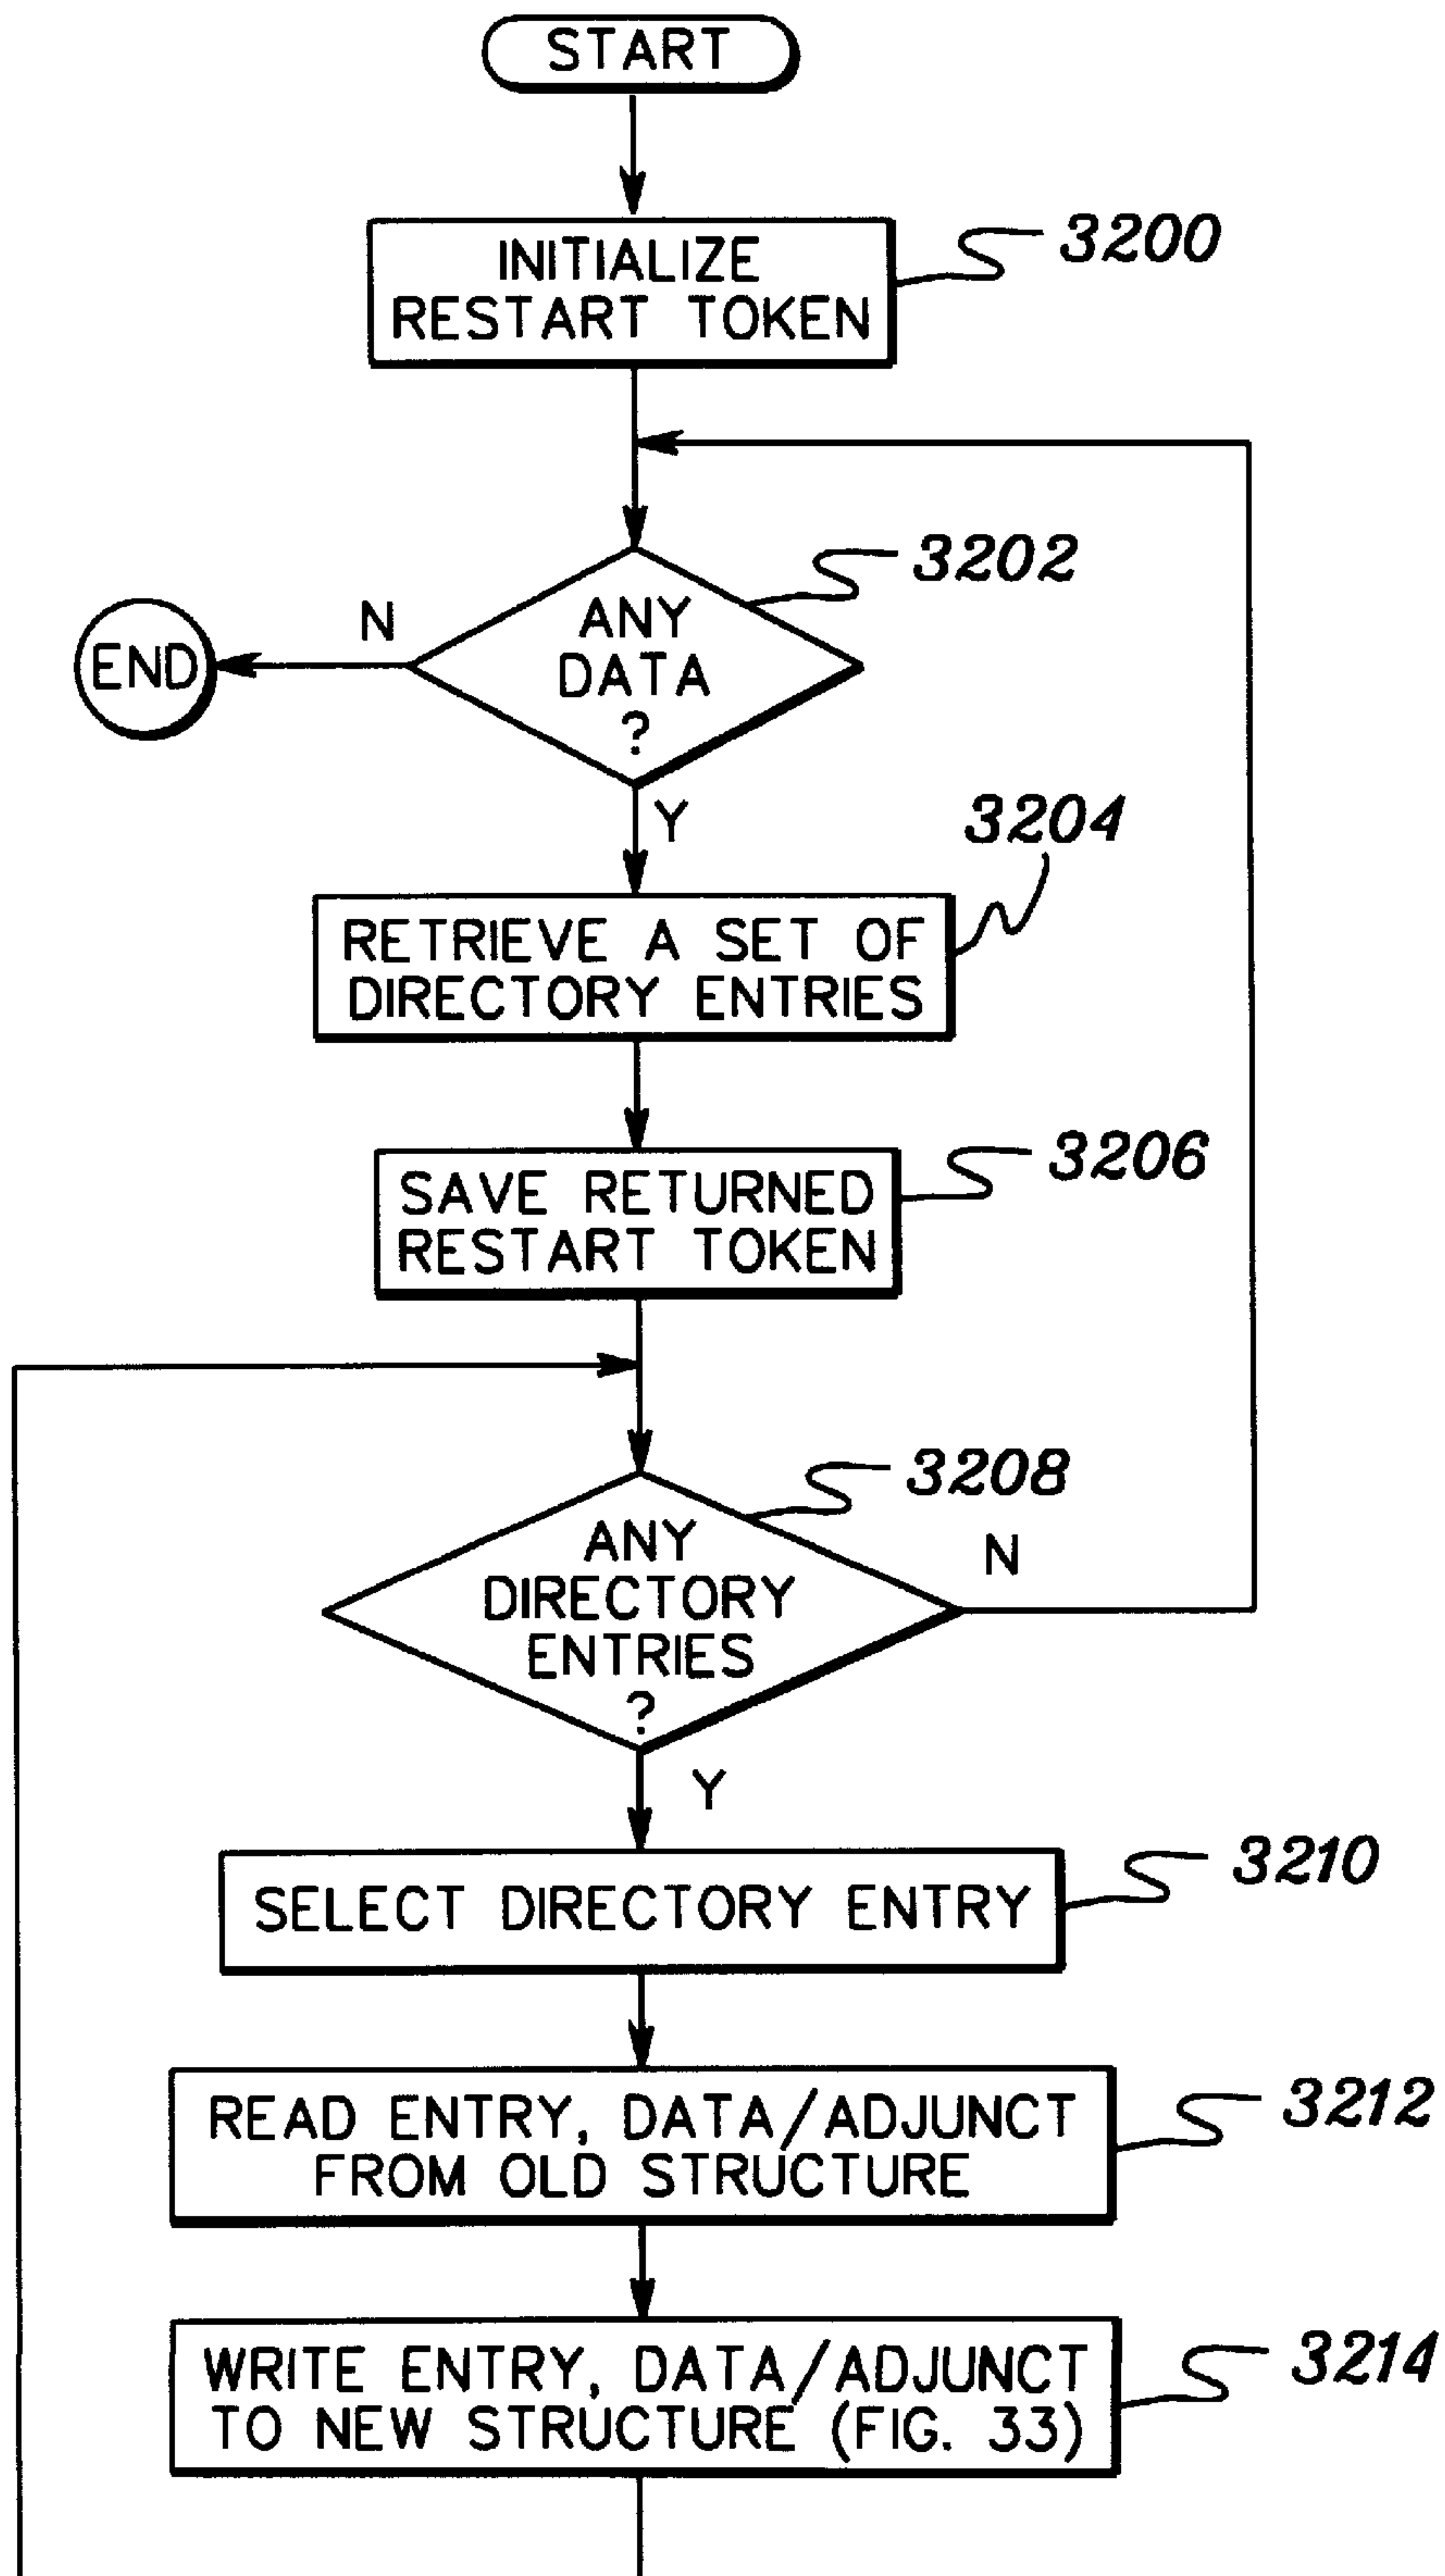 START
INITIALIZE
RESTART TOKEN
3200
3202
ANY
DATA
?
N
END
Y
3204
RETRIEVE A SET OF
DIRECTORY ENTRIES
SAVE RETURNED
RESTART TOKEN
3206
3208
ANY
DIRECTORY
ENTRIES
?
N
Y
SELECT DIRECTORY ENTRY
3210
READ ENTRY, DATA/ADJUNCT
FROM OLD STRUCTURE
3212
WRITE ENTRY, DATA/ADJUNCT
TO NEW STRUCTURE (FIG. 33)
3214